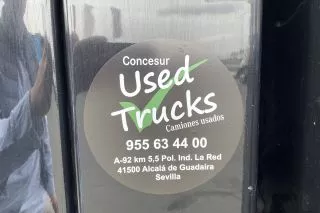 Concesur
Used
Trucks
Camiones usados
955 63 44 00
A-92 km 5,5 Pol. Ind. La Red
41500 Alcalá de Guadaira
Sevilla